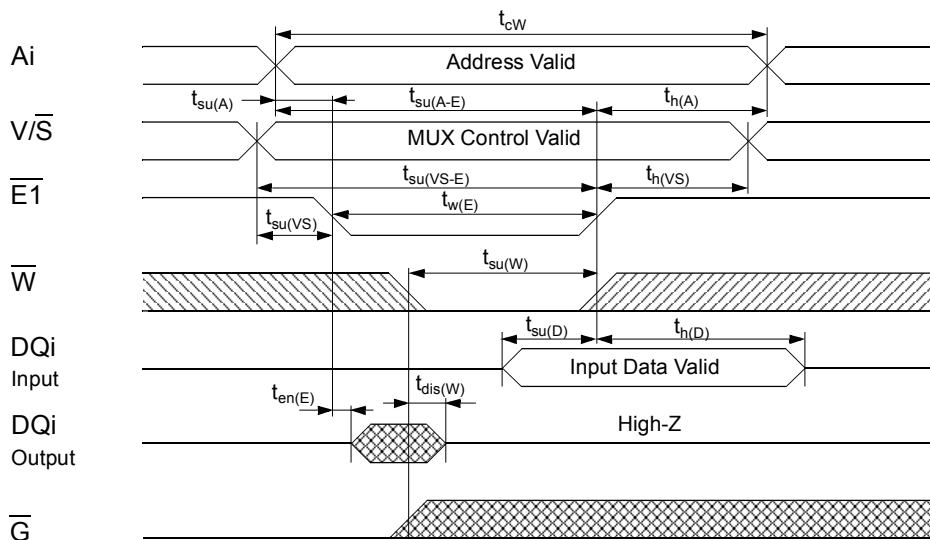 t_cW
Ai
Address Valid
t_su(A)
t_su(A-E)
t_h(A)
V/S̅
MUX Control Valid
t_su(VS-E)
t_h(VS)
E̅1̅
t_w(E)
t_su(VS)
t_su(W)
W̅
t_su(D)
t_h(D)
DQi
Input
Input Data Valid
t_en(E)
t_dis(W)
DQi
Output
High-Z
G̅